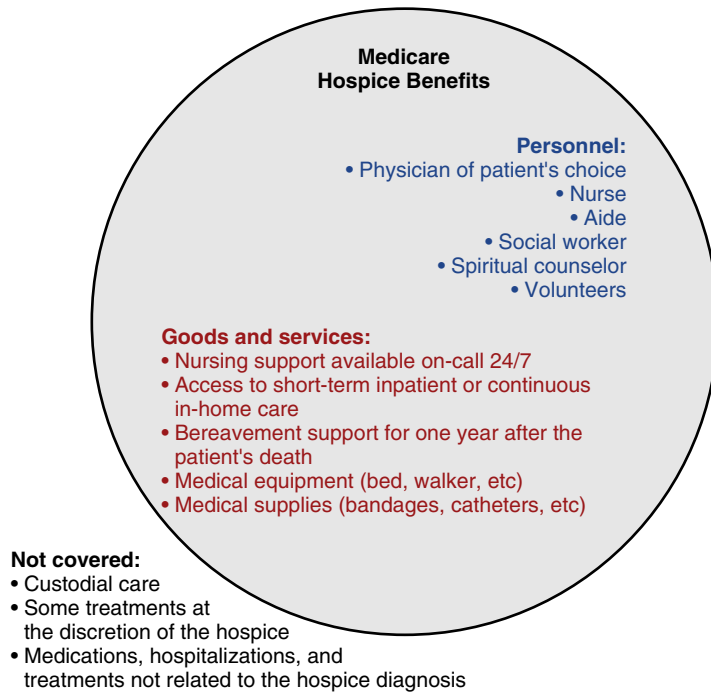 Medicare
Hospice Benefits
Personnel:
• Physician of patient's choice
• Nurse
• Aide
• Social worker
• Spiritual counselor
• Volunteers
Goods and services:
• Nursing support available on-call 24/7
• Access to short-term inpatient or continuous
in-home care
• Bereavement support for one year after the
patient's death
• Medical equipment (bed, walker, etc)
• Medical supplies (bandages, catheters, etc)
Not covered:
• Custodial care
• Some treatments at
the discretion of the hospice
• Medications, hospitalizations, and
treatments not related to the hospice diagnosis